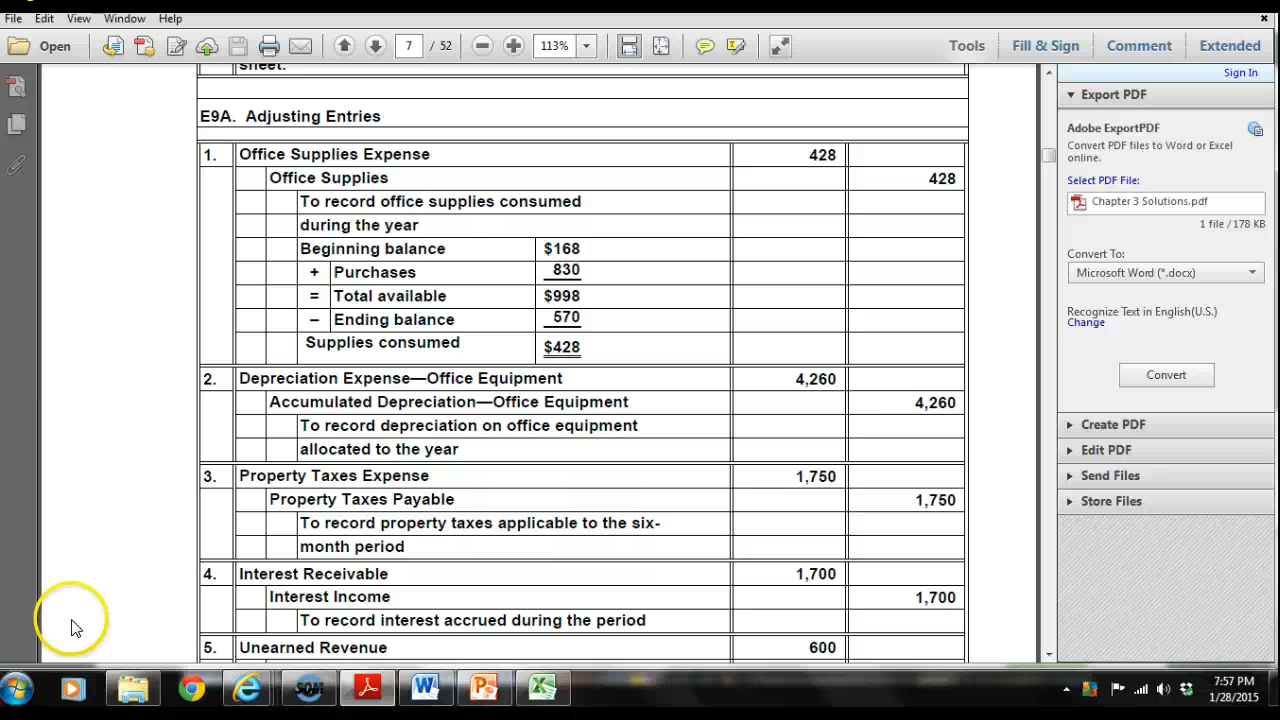 File Edit View Window Help
Open 7 / 52 113% Tools Fill & Sign Comment Extended
Sign In
sheet.
E9A. Adjusting Entries
1. Office Supplies Expense 428
Office Supplies 428
To record office supplies consumed
during the year
Beginning balance $168
+ Purchases 830
= Total available $998
– Ending balance 570
Supplies consumed $428
2. Depreciation Expense—Office Equipment 4,260
Accumulated Depreciation—Office Equipment 4,260
To record depreciation on office equipment
allocated to the year
3. Property Taxes Expense 1,750
Property Taxes Payable 1,750
To record property taxes applicable to the six-
month period
4. Interest Receivable 1,700
Interest Income 1,700
To record interest accrued during the period
5. Unearned Revenue 600
Export PDF
Adobe ExportPDF
Convert PDF files to Word or Excel
online.
Select PDF File:
Chapter 3 Solutions.pdf
1 file / 178 KB
Convert To:
Microsoft Word (*.docx)
Recognize Text in English(U.S.)
Change
Convert
Create PDF
Edit PDF
Send Files
Store Files
7:57 PM
1/28/2015